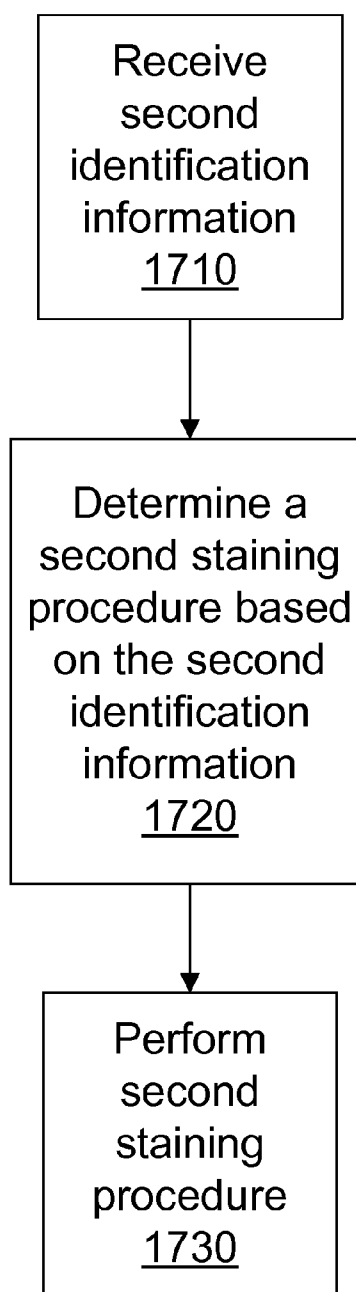 Receive
second
identification
information
1710
Determine a
second staining
procedure based
on the second
identification
information
1720
Perform
second
staining
procedure
1730